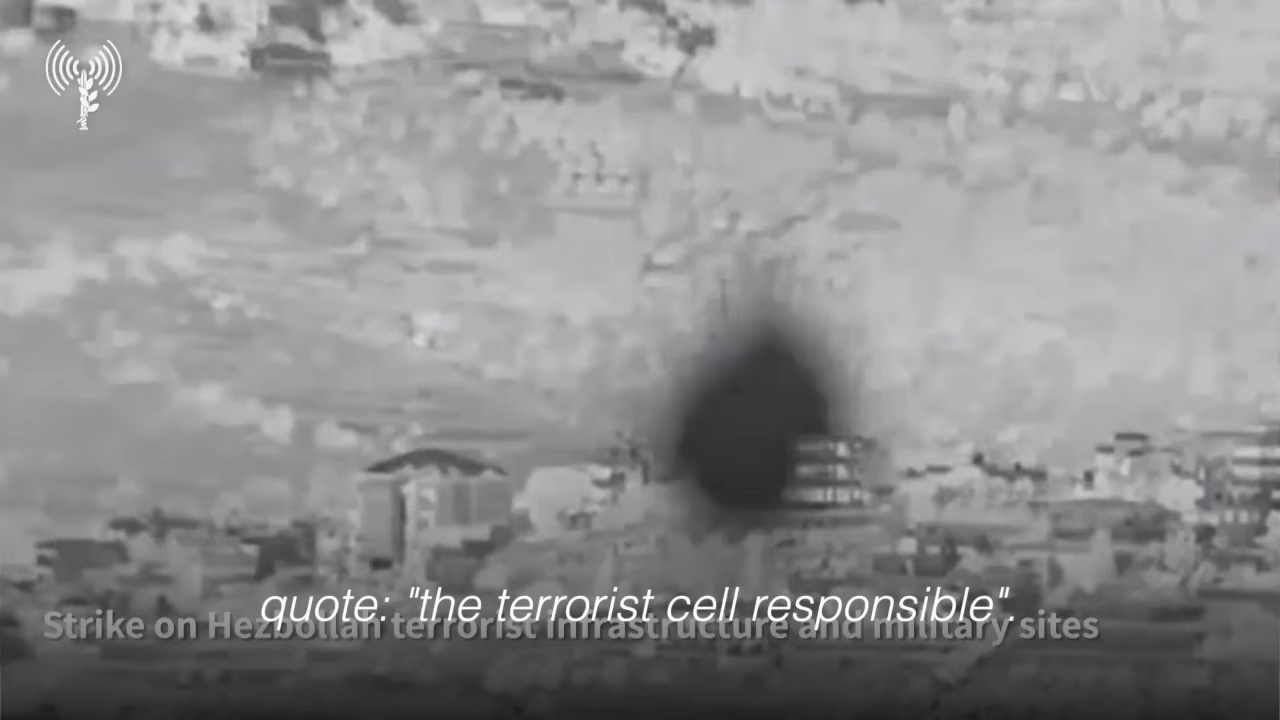 quote: "the terrorist cell responsible".
Strike on Hezbollah terrorist infrastructure and military sites